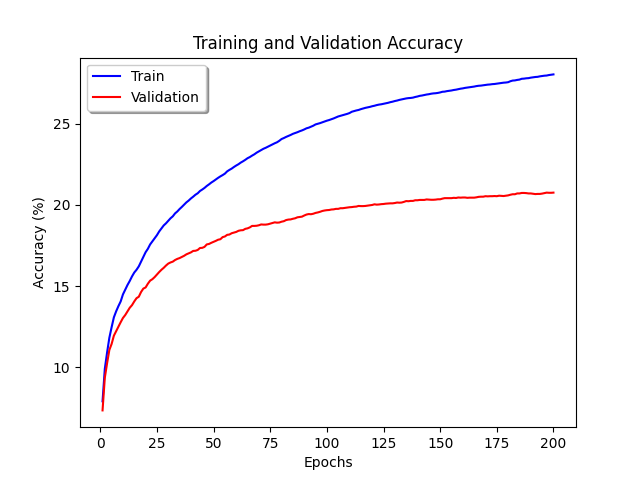 Training and Validation Accuracy
Train
Validation
Accuracy (%)
25
20
15
10
0 25 50 75 100 125 150 175 200
Epochs